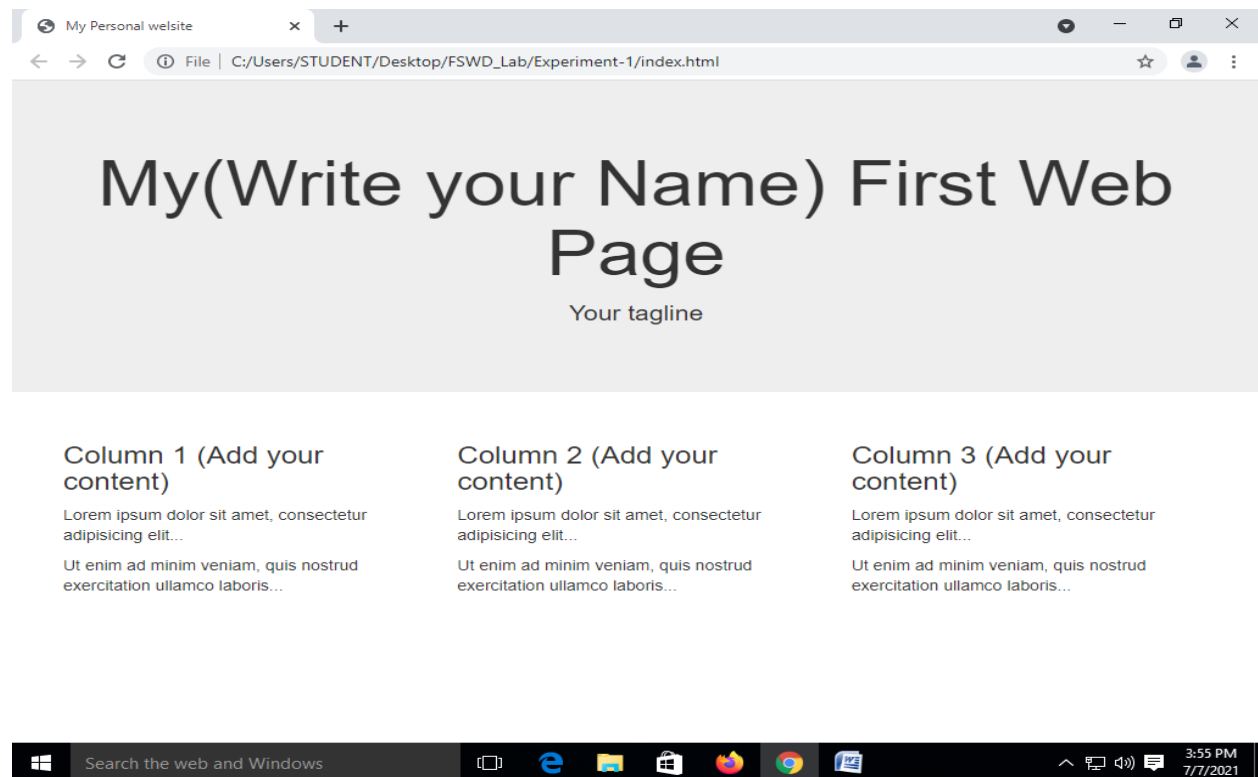 My Personal welsite
File | C:/Users/STUDENT/Desktop/FSWD_Lab/Experiment-1/index.html
My(Write your Name) First Web
Page
Your tagline
Column 1 (Add your
content)
Lorem ipsum dolor sit amet, consectetur
adipisicing elit...
Ut enim ad minim veniam, quis nostrud
exercitation ullamco laboris...
Column 2 (Add your
content)
Lorem ipsum dolor sit amet, consectetur
adipisicing elit...
Ut enim ad minim veniam, quis nostrud
exercitation ullamco laboris...
Column 3 (Add your
content)
Lorem ipsum dolor sit amet, consectetur
adipisicing elit...
Ut enim ad minim veniam, quis nostrud
exercitation ullamco laboris...
Search the web and Windows
3:55 PM
7/7/2021